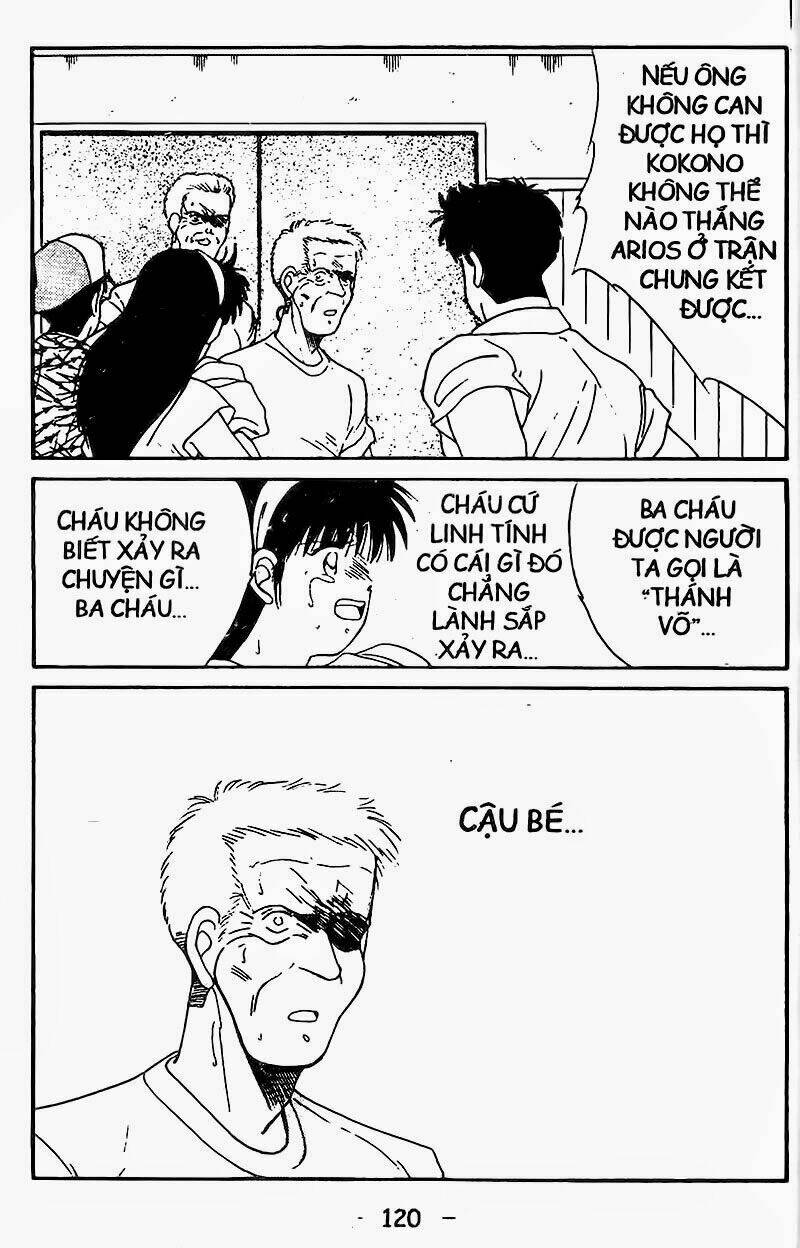 NẾU ÔNG
KHÔNG CAN
ĐƯỢC HỌ THÌ
KOKONO
KHÔNG THỂ
NÀO THẮNG
ARIOS Ở TRẬN
CHUNG KẾT
ĐƯỢC...
BA CHÁU
ĐƯỢC NGƯỜI
TA GỌI LÀ
“THÁNH
VÕ”...
CHÁU CỨ
LINH TÍNH
CÓ CÁI GÌ ĐÓ
CHẲNG
LÀNH SẮP
XẢY RA...
CHÁU KHÔNG
BIẾT XẢY RA
CHUYỆN GÌ...
BA CHÁU...
CẬU BÉ...
- 120 -